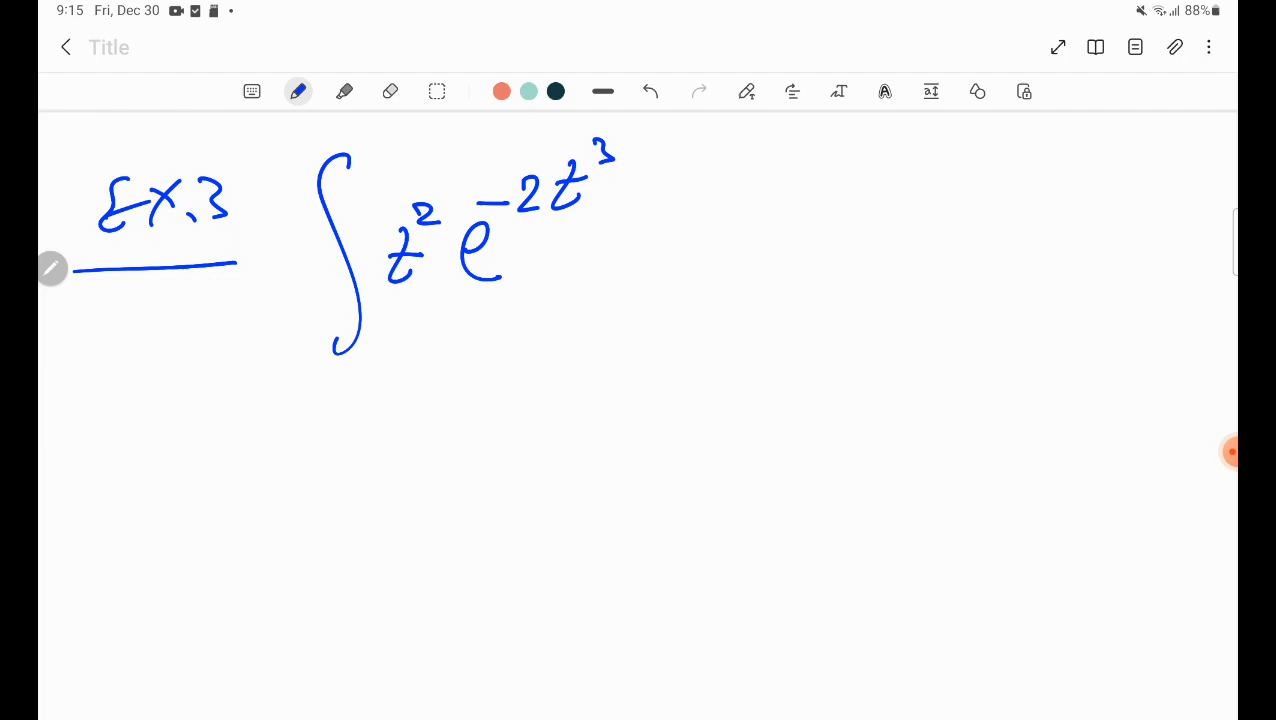 9:15 Fri, Dec 30 88%
Title
Ex.3 ∫ t² e^{-2t³}